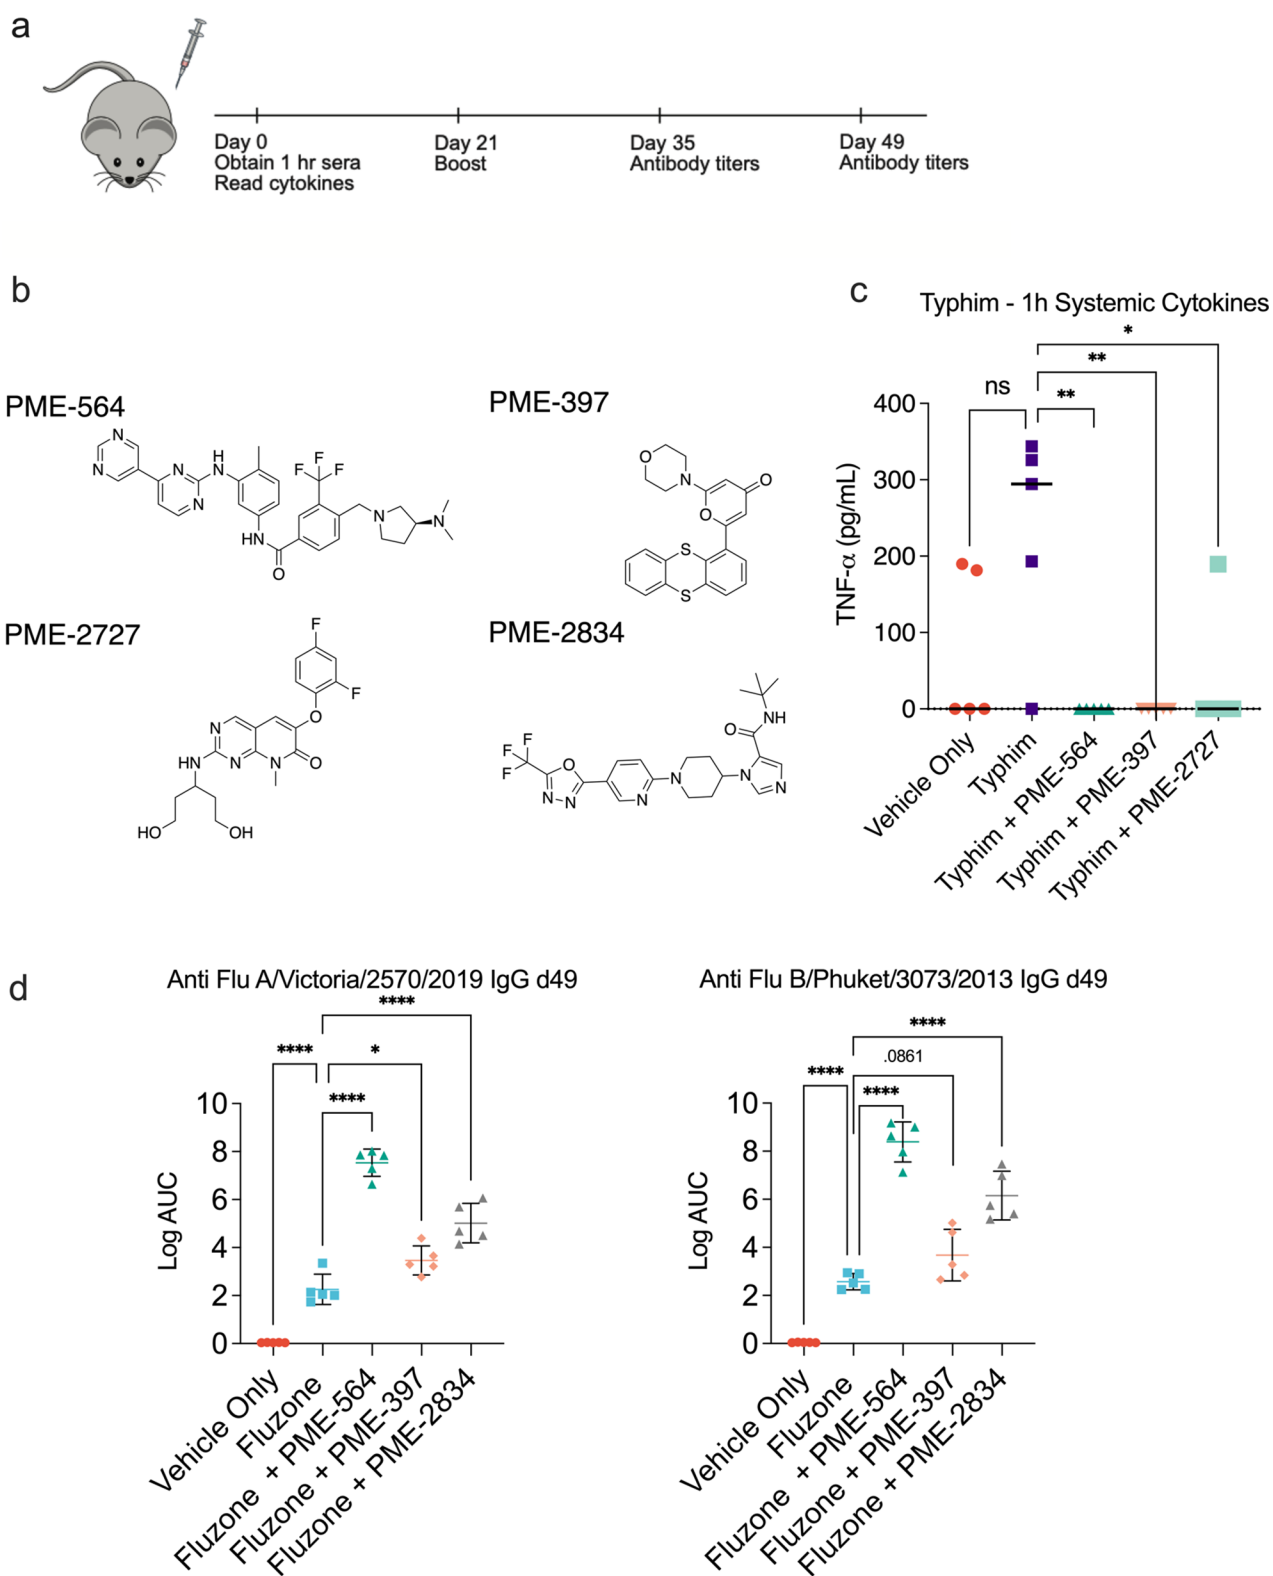 a
Day 0
Obtain 1 hr sera
Read cytokines
Day 21
Boost
Day 35
Antibody titers
Day 49
Antibody titers
b
PME-564
N
N
N
N
H
N
F
F
F
HN
O
N
N
PME-397
O
N
O
O
S
S
PME-2727
F
F
O
N
N
N
O
HN
HO
OH
PME-2834
F
F
F
O
N
N
N
N
N
N
O
NH
c
Typhim - 1h Systemic Cytokines
*
**
ns
**
400
300
200
100
0
TNF-α (pg/mL)
Vehicle Only
Typhim
Typhim + PME-564
Typhim + PME-397
Typhim + PME-2727
d
Anti Flu A/Victoria/2570/2019 IgG d49
****
****
*
****
10
8
6
4
2
0
Log AUC
Vehicle Only
Fluzone
Fluzone + PME-564
Fluzone + PME-397
Fluzone + PME-2834
Anti Flu B/Phuket/3073/2013 IgG d49
****
.0861
****
****
10
8
6
4
2
0
Log AUC
Vehicle Only
Fluzone
Fluzone + PME-564
Fluzone + PME-397
Fluzone + PME-2834